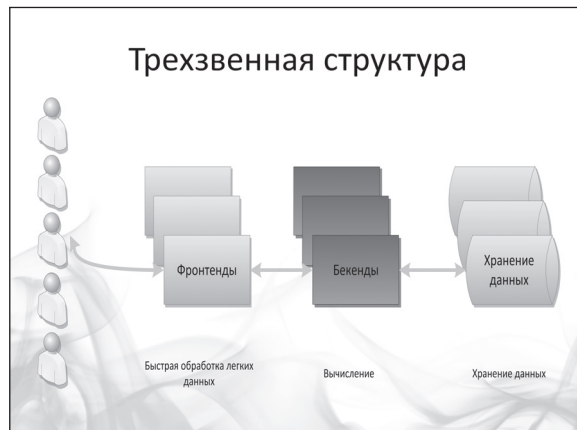 Трехзвенная структура
Фронтенды
Бекенды
Хранение
данных
Быстрая обработка легких
данных
Вычисление
Хранение данных